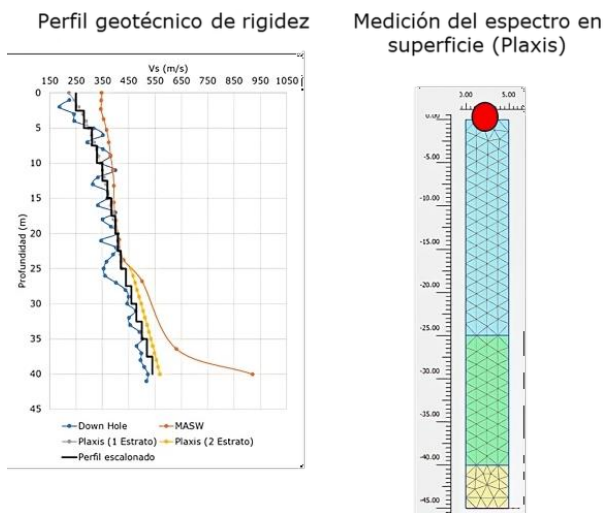 Perfil geotécnico de rigidez
Vs (m/s)
150 250 350 450 550 650 750 850 950 1050
0
5
10
15
20
25
30
35
40
45
Profundidad (m)
Down Hole
MASW
Plaxis (1 Estrato)
Plaxis (2 Estrato)
Perfil escalonado
Medición del espectro en
superficie (Plaxis)
5.00
-5.00
-10.00
-15.00
-20.00
-25.00
-30.00
-35.00
-40.00
-45.00